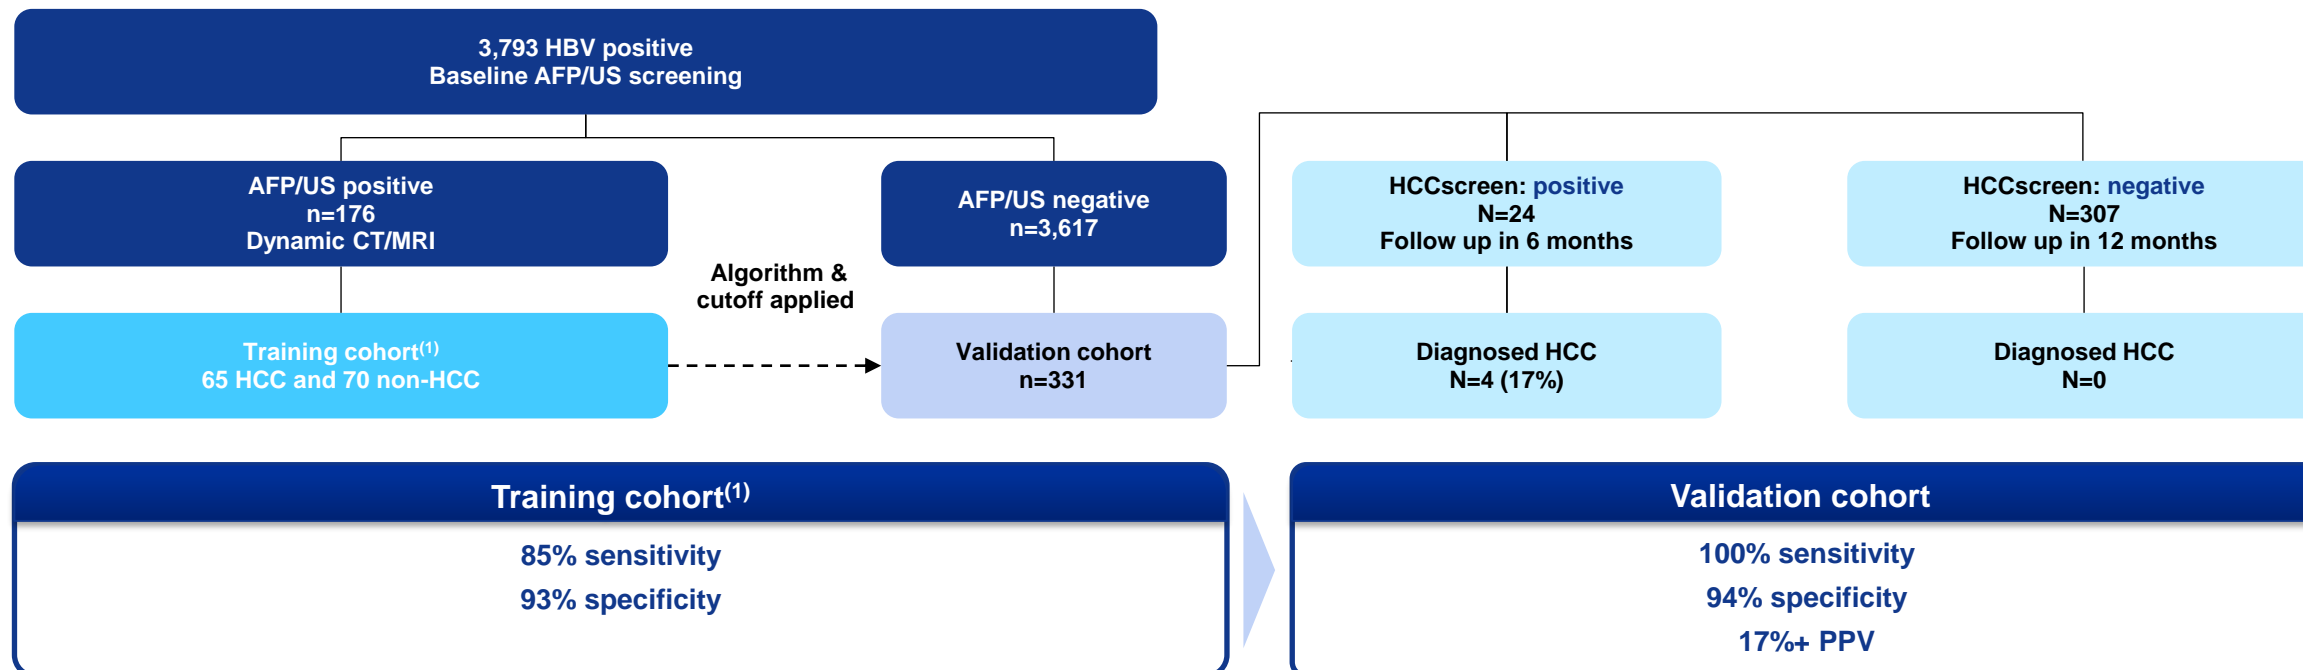 3,793 HBV positive
Baseline AFP/US screening
AFP/US positive
n=176
Dynamic CT/MRI
AFP/US negative
n=3,617
HCCscreen: positive
N=24
Follow up in 6 months
HCCscreen: negative
N=307
Follow up in 12 months
Algorithm &
cutoff applied
Training cohort(1)
65 HCC and 70 non-HCC
Validation cohort
n=331
Diagnosed HCC
N=4 (17%)
Diagnosed HCC
N=0
Training cohort(1)
85% sensitivity
93% specificity
Validation cohort
100% sensitivity
94% specificity
17%+ PPV